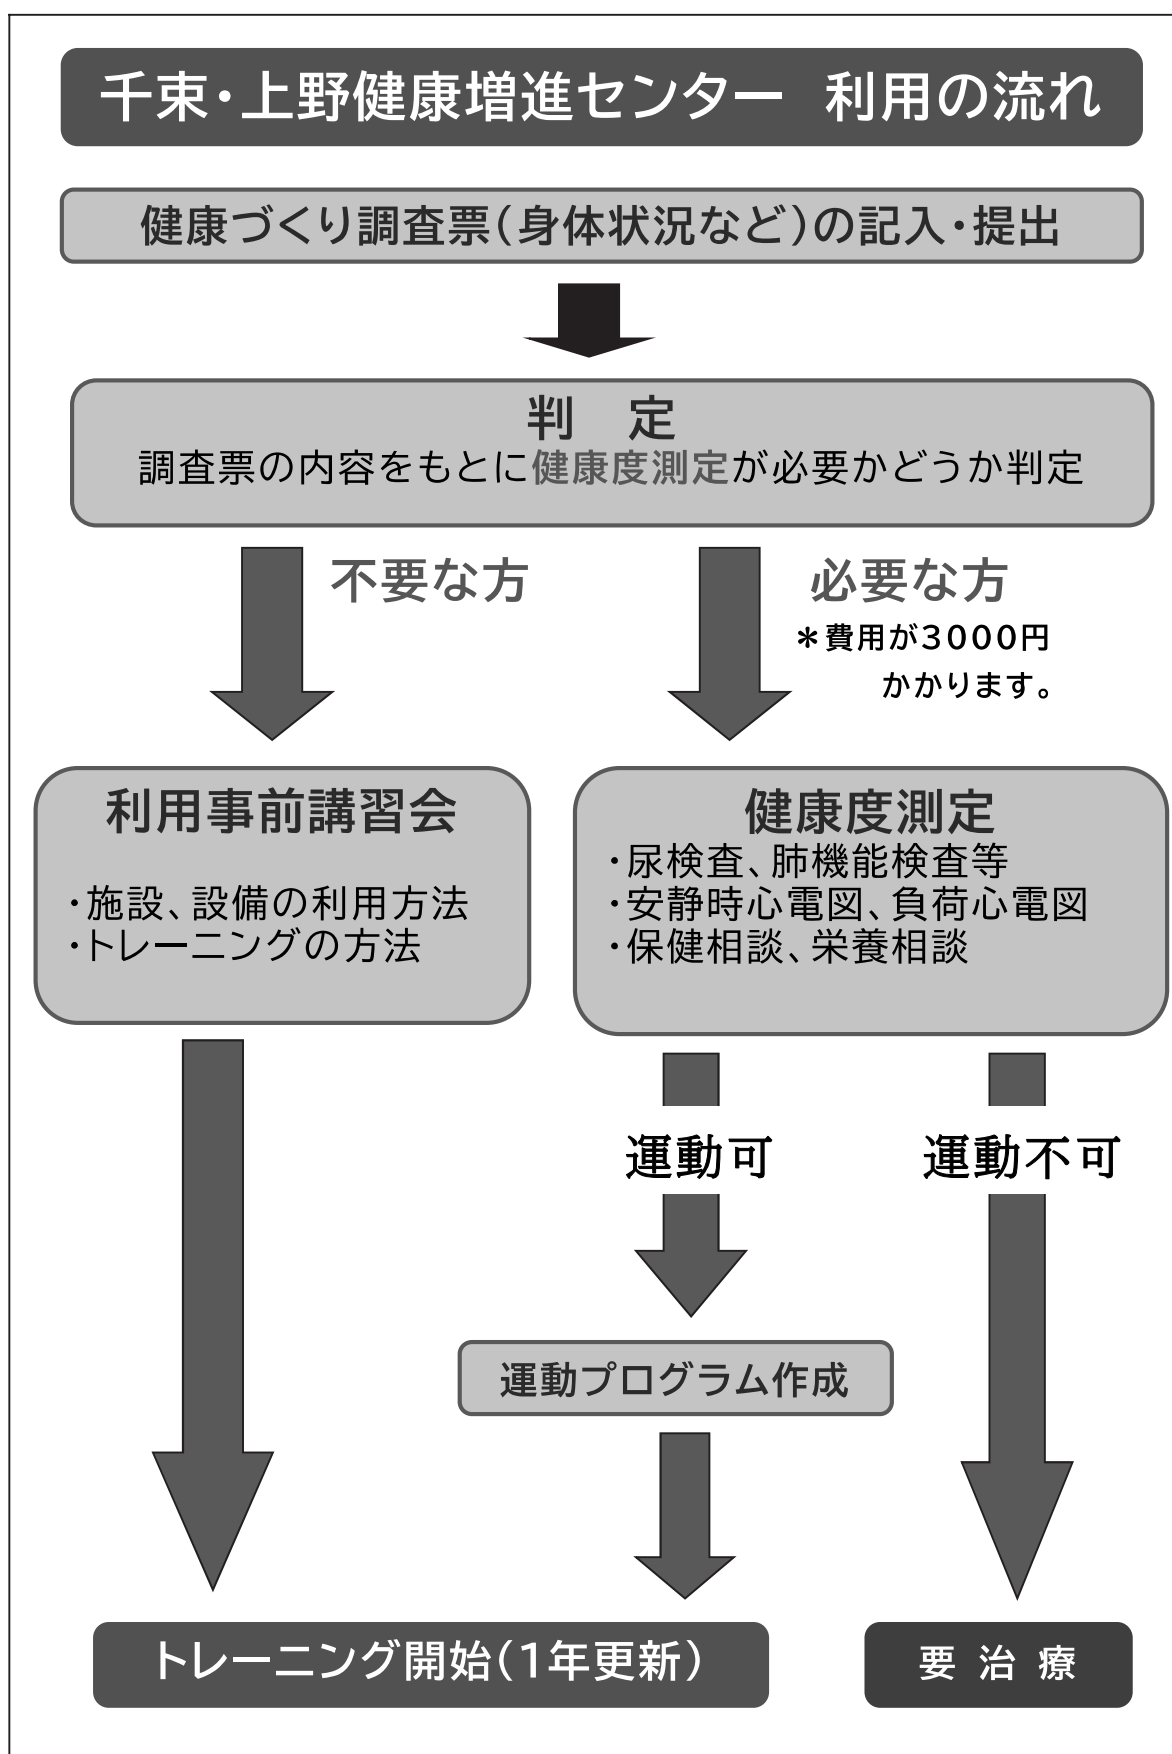 千束・上野健康増進センター　利用の流れ
健康づくり調査票（身体状況など）の記入・提出
判　定
調査票の内容をもとに健康度測定が必要かどうか判定
不要な方
必要な方
＊費用が3000円
かかります。
利用事前講習会
・施設、設備の利用方法
・トレーニングの方法
健康度測定
・尿検査、肺機能検査等
・安静時心電図、負荷心電図
・保健相談、栄養相談
運動可
運動不可
運動プログラム作成
トレーニング開始（1年更新）
要 治 療